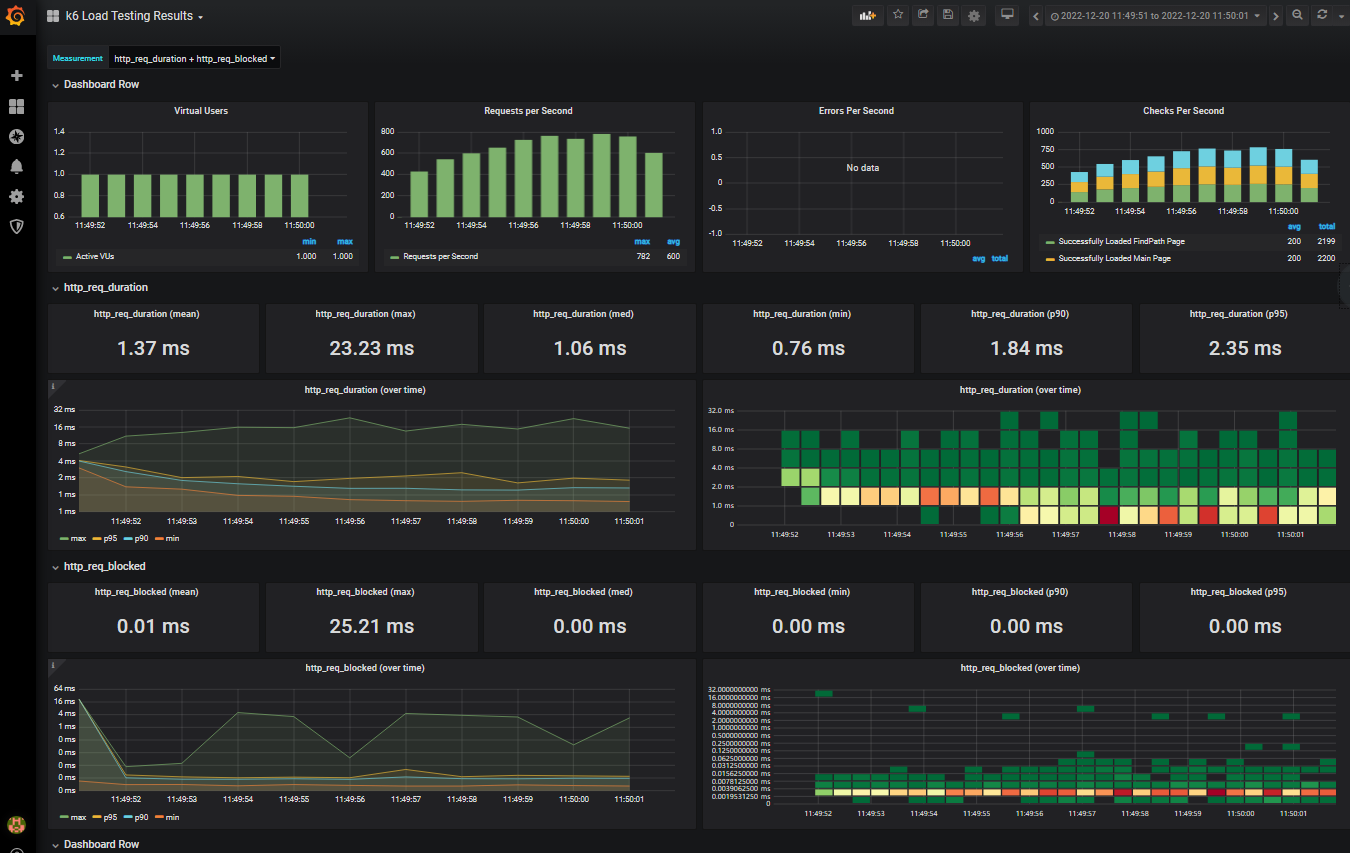 k6 Load Testing Results
2022-12-20 11:49:51 to 2022-12-20 11:50:01
Measurement http_req_duration + http_req_blocked
Dashboard Row
Virtual Users
1.4
1.2
1.0
0.8
0.6
11:49:52 11:49:54 11:49:56 11:49:58 11:50:00
min max
Active VUs 1.000 1.000
Requests per Second
800
600
400
200
0
11:49:52 11:49:54 11:49:56 11:49:58 11:50:00
max avg
Requests per Second 782 600
Errors Per Second
1.0
0.5
0
-0.5
-1.0
No data
11:49:52 11:49:54 11:49:56 11:49:58 11:50:00
avg total
Checks Per Second
1000
750
500
250
0
11:49:52 11:49:54 11:49:56 11:49:58 11:50:00
avg total
Successfully Loaded FindPath Page 200 2199
Successfully Loaded Main Page 200 2200
http_req_duration
http_req_duration (mean)
1.37 ms
http_req_duration (max)
23.23 ms
http_req_duration (med)
1.06 ms
http_req_duration (min)
0.76 ms
http_req_duration (p90)
1.84 ms
http_req_duration (p95)
2.35 ms
http_req_duration (over time)
32 ms
16 ms
8 ms
4 ms
2 ms
1 ms
1 ms
11:49:52 11:49:53 11:49:54 11:49:55 11:49:56 11:49:57 11:49:58 11:49:59 11:50:00 11:50:01
max p95 p90 min
http_req_duration (over time)
32.0 ms
16.0 ms
8.0 ms
4.0 ms
2.0 ms
1.0 ms
0
11:49:52 11:49:53 11:49:54 11:49:55 11:49:56 11:49:57 11:49:58 11:49:59 11:50:00 11:50:01
http_req_blocked
http_req_blocked (mean)
0.01 ms
http_req_blocked (max)
25.21 ms
http_req_blocked (med)
0.00 ms
http_req_blocked (min)
0.00 ms
http_req_blocked (p90)
0.00 ms
http_req_blocked (p95)
0.00 ms
http_req_blocked (over time)
64 ms
16 ms
4 ms
1 ms
0 ms
0 ms
0 ms
0 ms
0 ms
11:49:52 11:49:53 11:49:54 11:49:55 11:49:56 11:49:57 11:49:58 11:49:59 11:50:00 11:50:01
max p95 p90 min
http_req_blocked (over time)
32.0000000000 ms
16.0000000000 ms
8.0000000000 ms
4.0000000000 ms
2.0000000000 ms
1.0000000000 ms
0.5000000000 ms
0.2500000000 ms
0.1250000000 ms
0.0625000000 ms
0.0312500000 ms
0.0156250000 ms
0.0078125000 ms
0.0039062500 ms
0.0019531250 ms
0
11:49:52 11:49:53 11:49:54 11:49:55 11:49:56 11:49:57 11:49:58 11:49:59 11:50:00 11:50:01
Dashboard Row